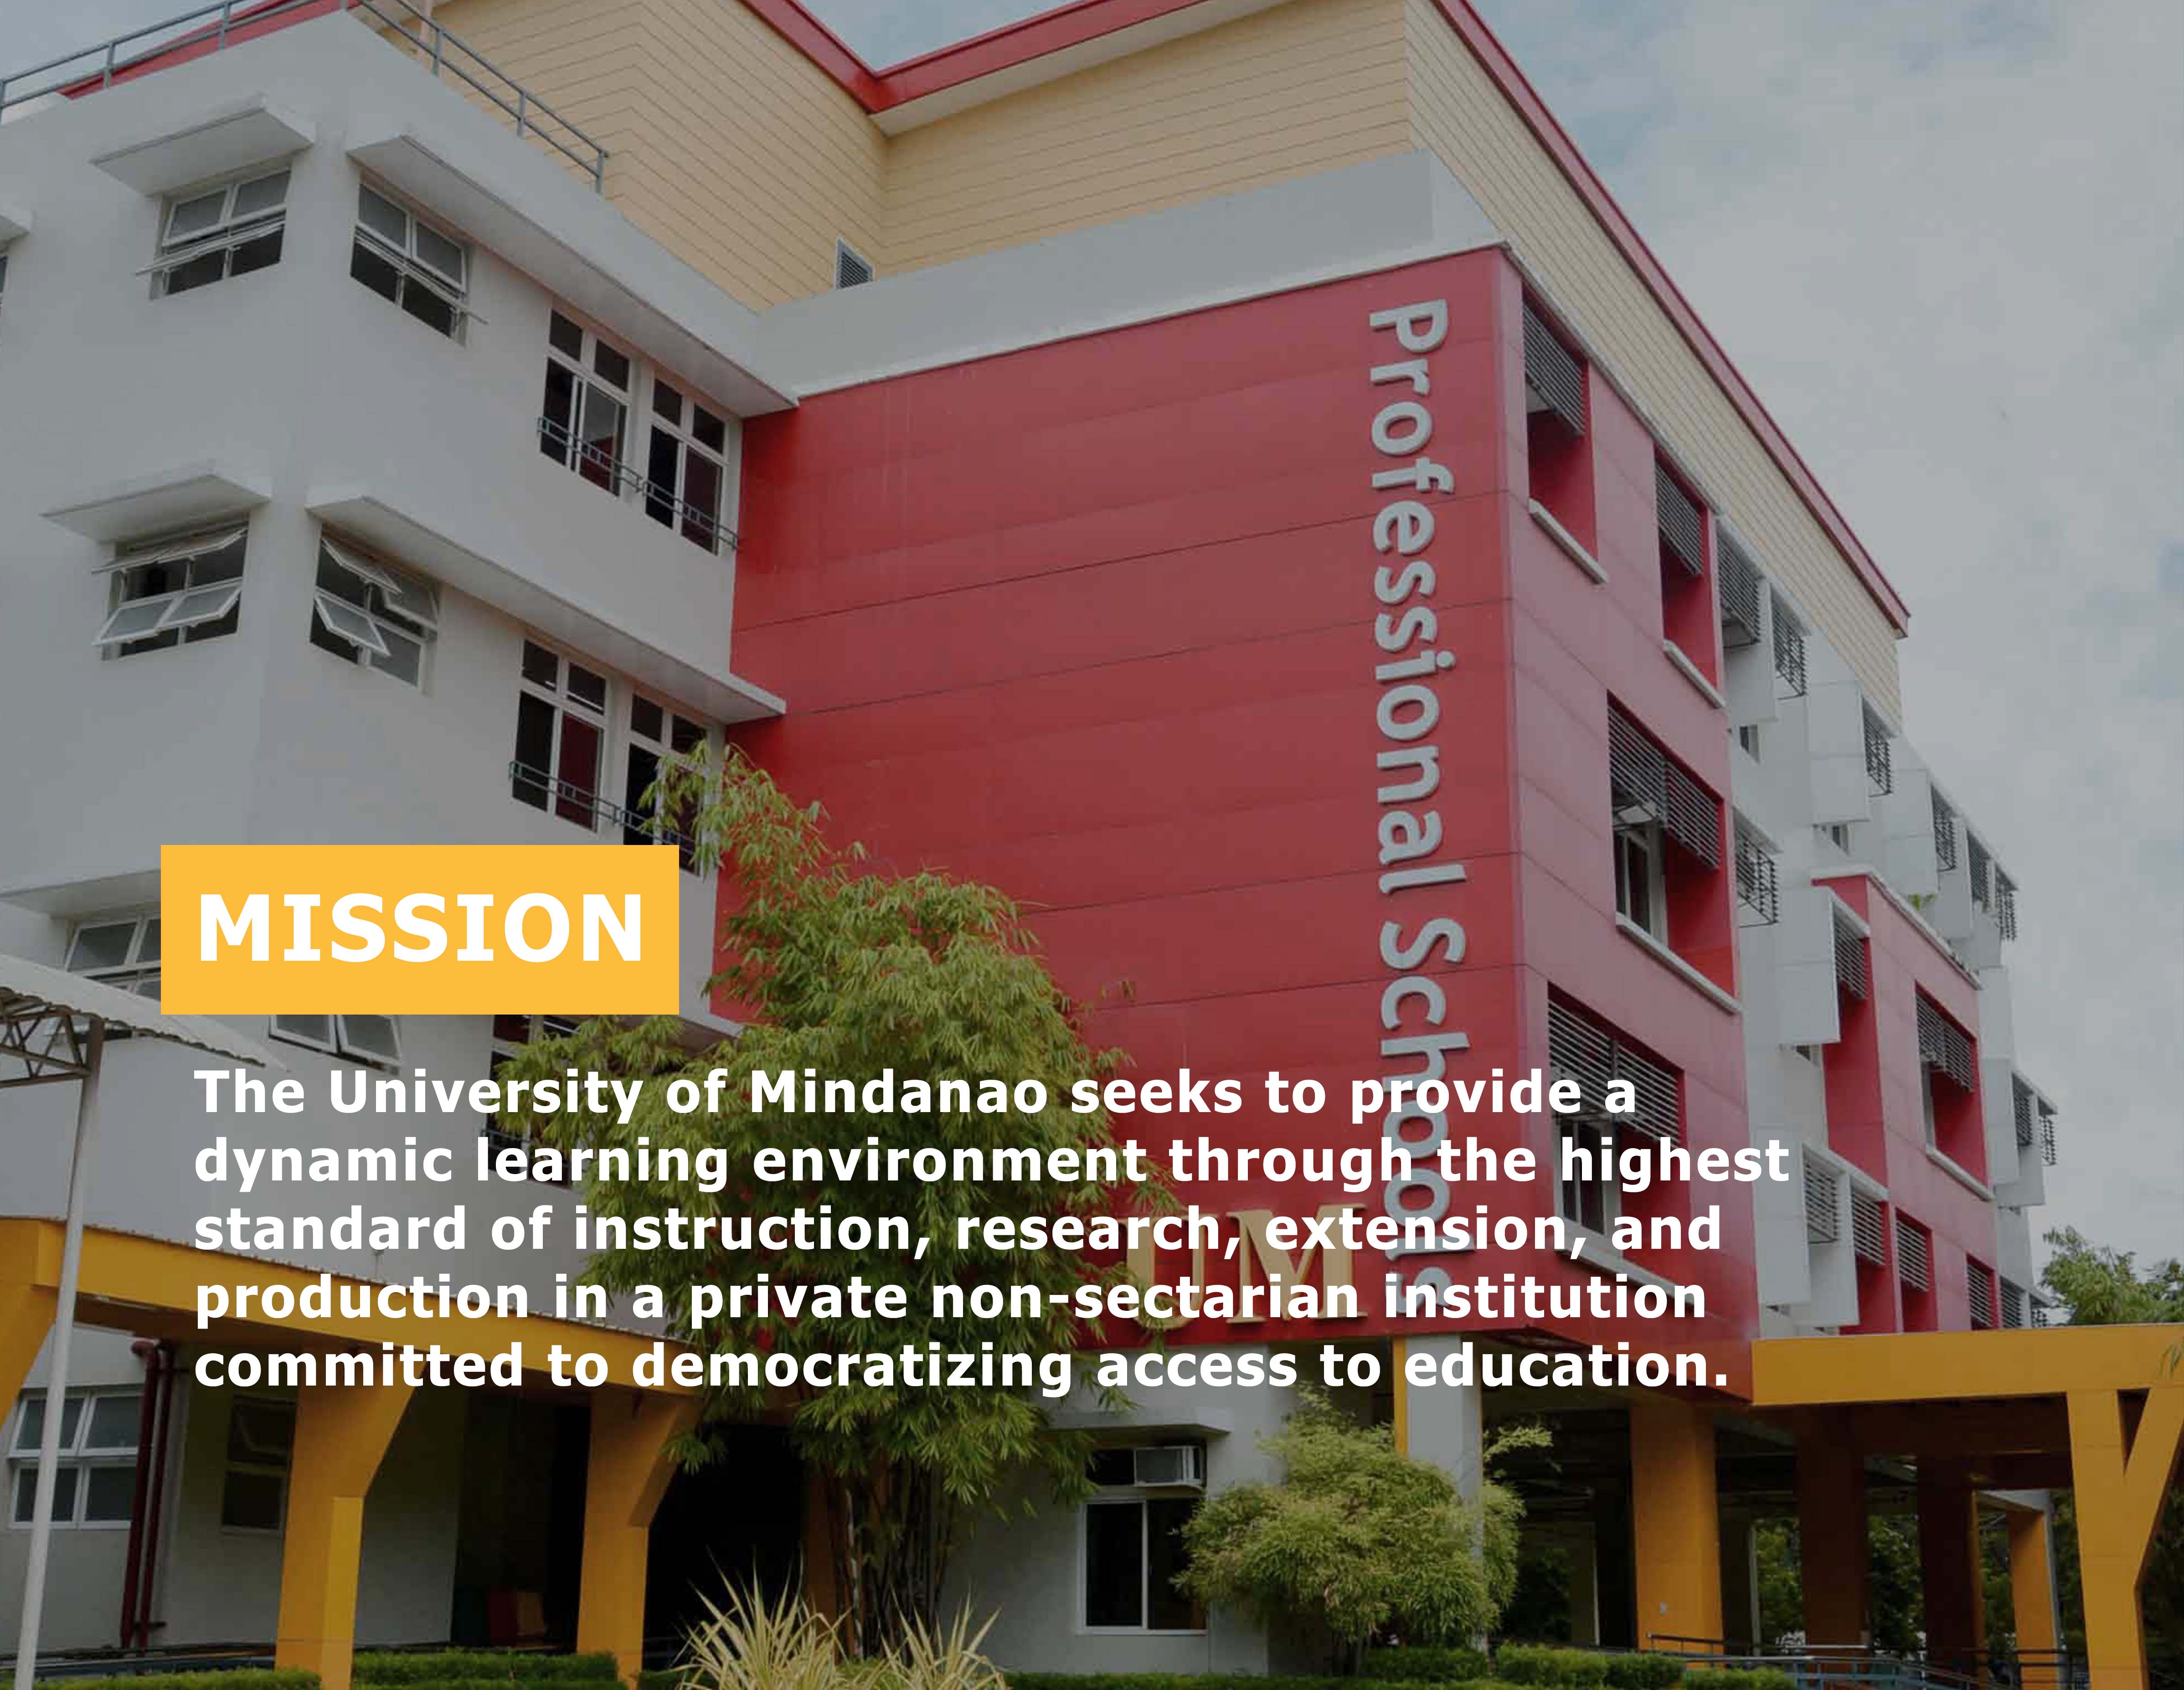 Professional Schools
MISSION
The University of Mindanao seeks to provide a
dynamic learning environment through the highest
standard of instruction, research, extension, and
production in a private non-sectarian institution
committed to democratizing access to education.
UM